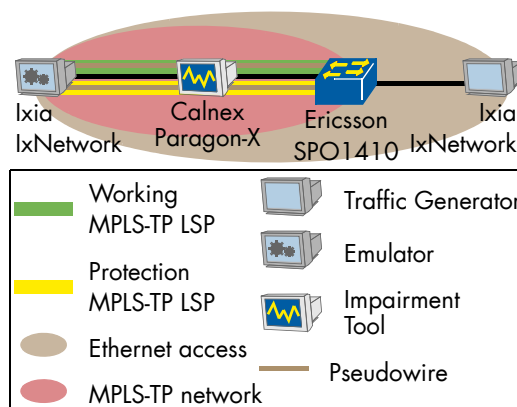 Ixia
IxNetwork
Calnex
Paragon-X
Ericsson
SPO1410
Ixia
IxNetwork
Working
MPLS-TP LSP
Protection
MPLS-TP LSP
Ethernet access
MPLS-TP network
Traffic Generator
Emulator
Impairment
Tool
Pseudowire